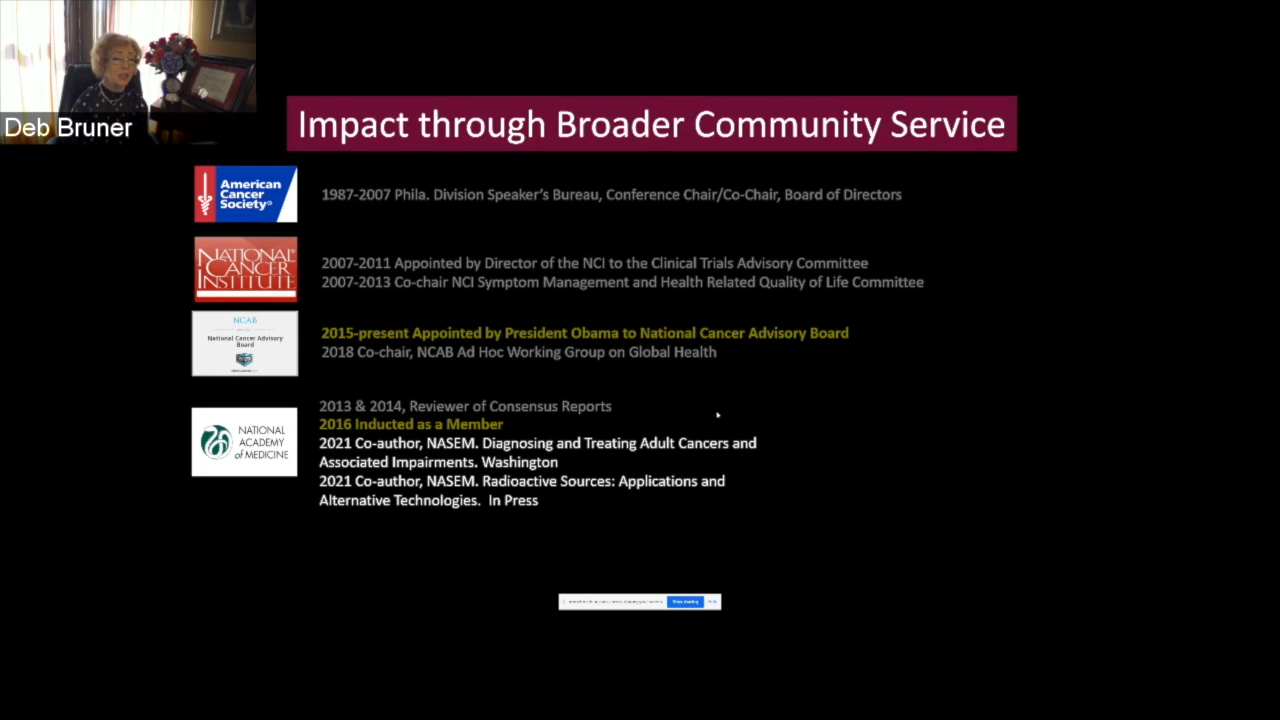 Deb Bruner
Impact through Broader Community Service
American
Cancer
Society®
1987-2007 Phila. Division Speaker's Bureau, Conference Chair/Co-Chair, Board of Directors
NATIONAL
CANCER
INSTITUTE
2007-2011 Appointed by Director of the NCI to the Clinical Trials Advisory Committee
2007-2013 Co-chair NCI Symptom Management and Health Related Quality of Life Committee
NCAB
National Cancer Advisory
Board
2015-present Appointed by President Obama to National Cancer Advisory Board
2018 Co-chair, NCAB Ad Hoc Working Group on Global Health
NATIONAL
ACADEMY
of MEDICINE
2013 & 2014, Reviewer of Consensus Reports
2016 Inducted as a Member
2021 Co-author, NASEM. Diagnosing and Treating Adult Cancers and
Associated Impairments. Washington
2021 Co-author, NASEM. Radioactive Sources: Applications and
Alternative Technologies. In Press
Stop sharing